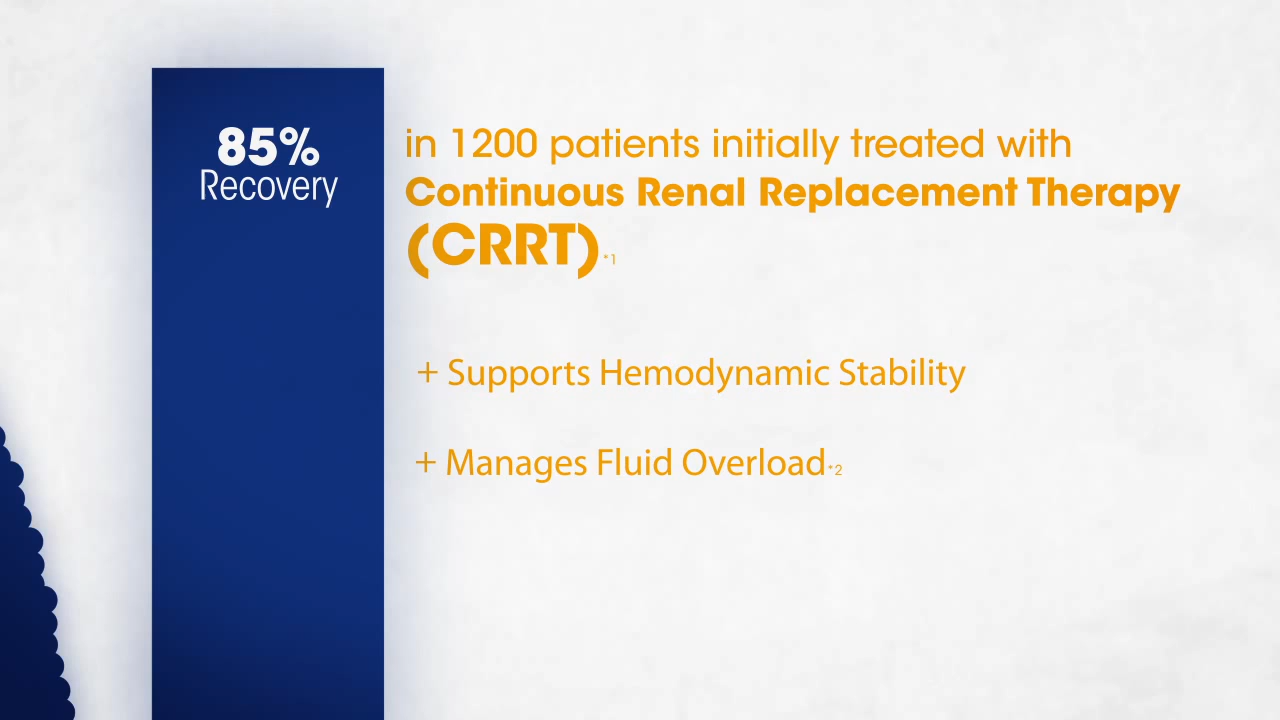 85%
Recovery
in 1200 patients initially treated with
Continuous Renal Replacement Therapy
(CRRT)*1
+ Supports Hemodynamic Stability
+ Manages Fluid Overload*2